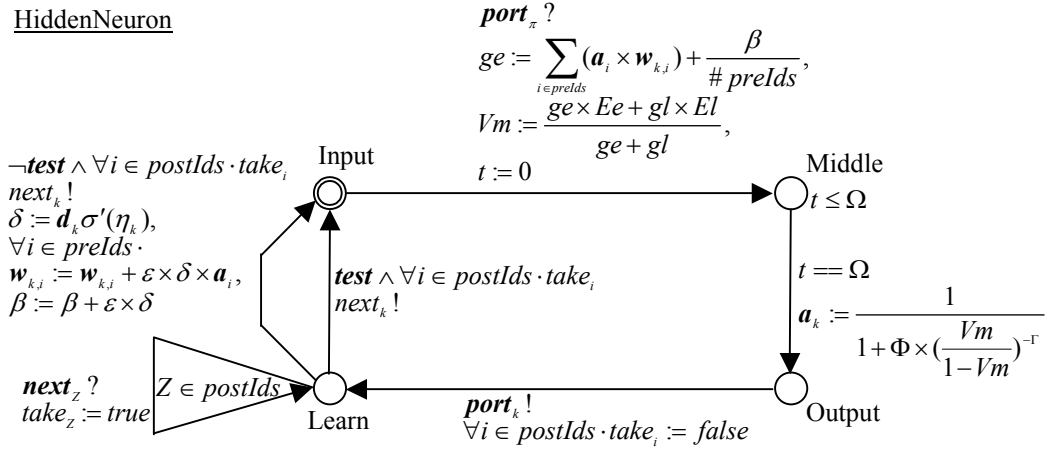 HiddenNeuron
port_π ?
ge := ∑_{i∈preIds} (a_i × w_{k,i}) + β / # preIds ,
Vm := (ge × Ee + gl × El) / (ge + gl) ,
t := 0
Input
Middle
t ≤ Ω
¬test ∧ ∀i ∈ postIds · take_i
next_k !
δ := d_k σ'(η_k),
∀i ∈ preIds ·
w_{k,i} := w_{k,i} + ε × δ × a_i ,
β := β + ε × δ
test ∧ ∀i ∈ postIds · take_i
next_k !
t == Ω
a_k := 1 / (1 + Φ × (Vm / (1 − Vm))^{−Γ})
next_Z ?
take_Z := true
Z ∈ postIds
Learn
port_k !
∀i ∈ postIds · take_i := false
Output